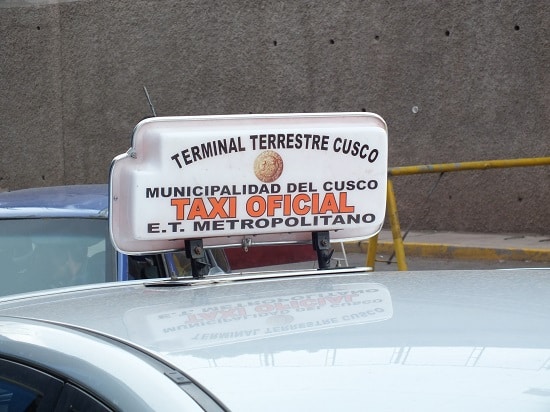 TERMINAL TERRESTRE CUSCO
MUNICIPALIDAD DEL CUSCO
TAXI OFICIAL
E.T. METROPOLITANO